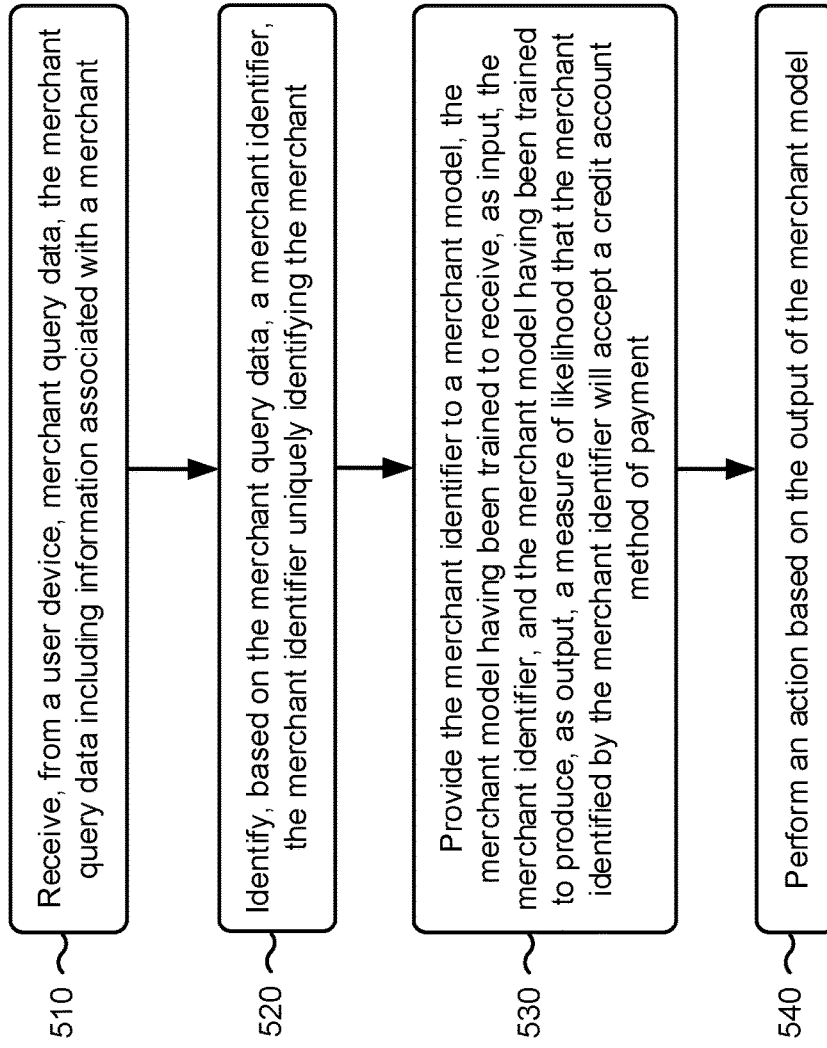 510
Receive, from a user device, merchant query data, the merchant
query data including information associated with a merchant
520
Identify, based on the merchant query data, a merchant identifier,
the merchant identifier uniquely identifying the merchant
530
Provide the merchant identifier to a merchant model, the
merchant model having been trained to receive, as input, the
merchant identifier, and the merchant model having been trained
to produce, as output, a measure of likelihood that the merchant
identified by the merchant identifier will accept a credit account
method of payment
540
Perform an action based on the output of the merchant model